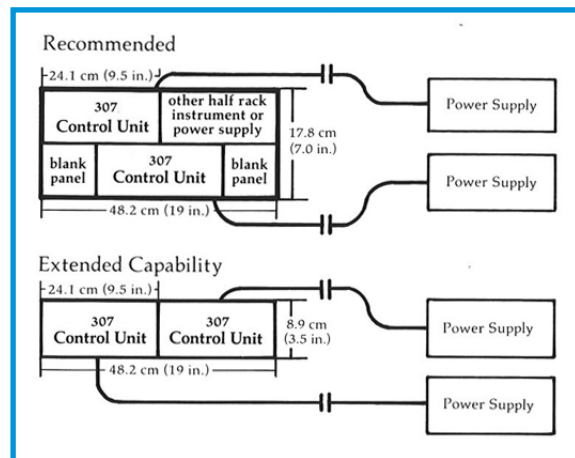 Recommended
24.1 cm (9.5 in.)
307
Control Unit
other half rack
instrument or
power supply
17.8 cm
(7.0 in.)
Power Supply
blank
panel
307
Control Unit
blank
panel
Power Supply
48.2 cm (19 in.)
Extended Capability
24.1 cm (9.5 in.)
307
Control Unit
307
Control Unit
8.9 cm
(3.5 in.)
Power Supply
48.2 cm (19 in.)
Power Supply